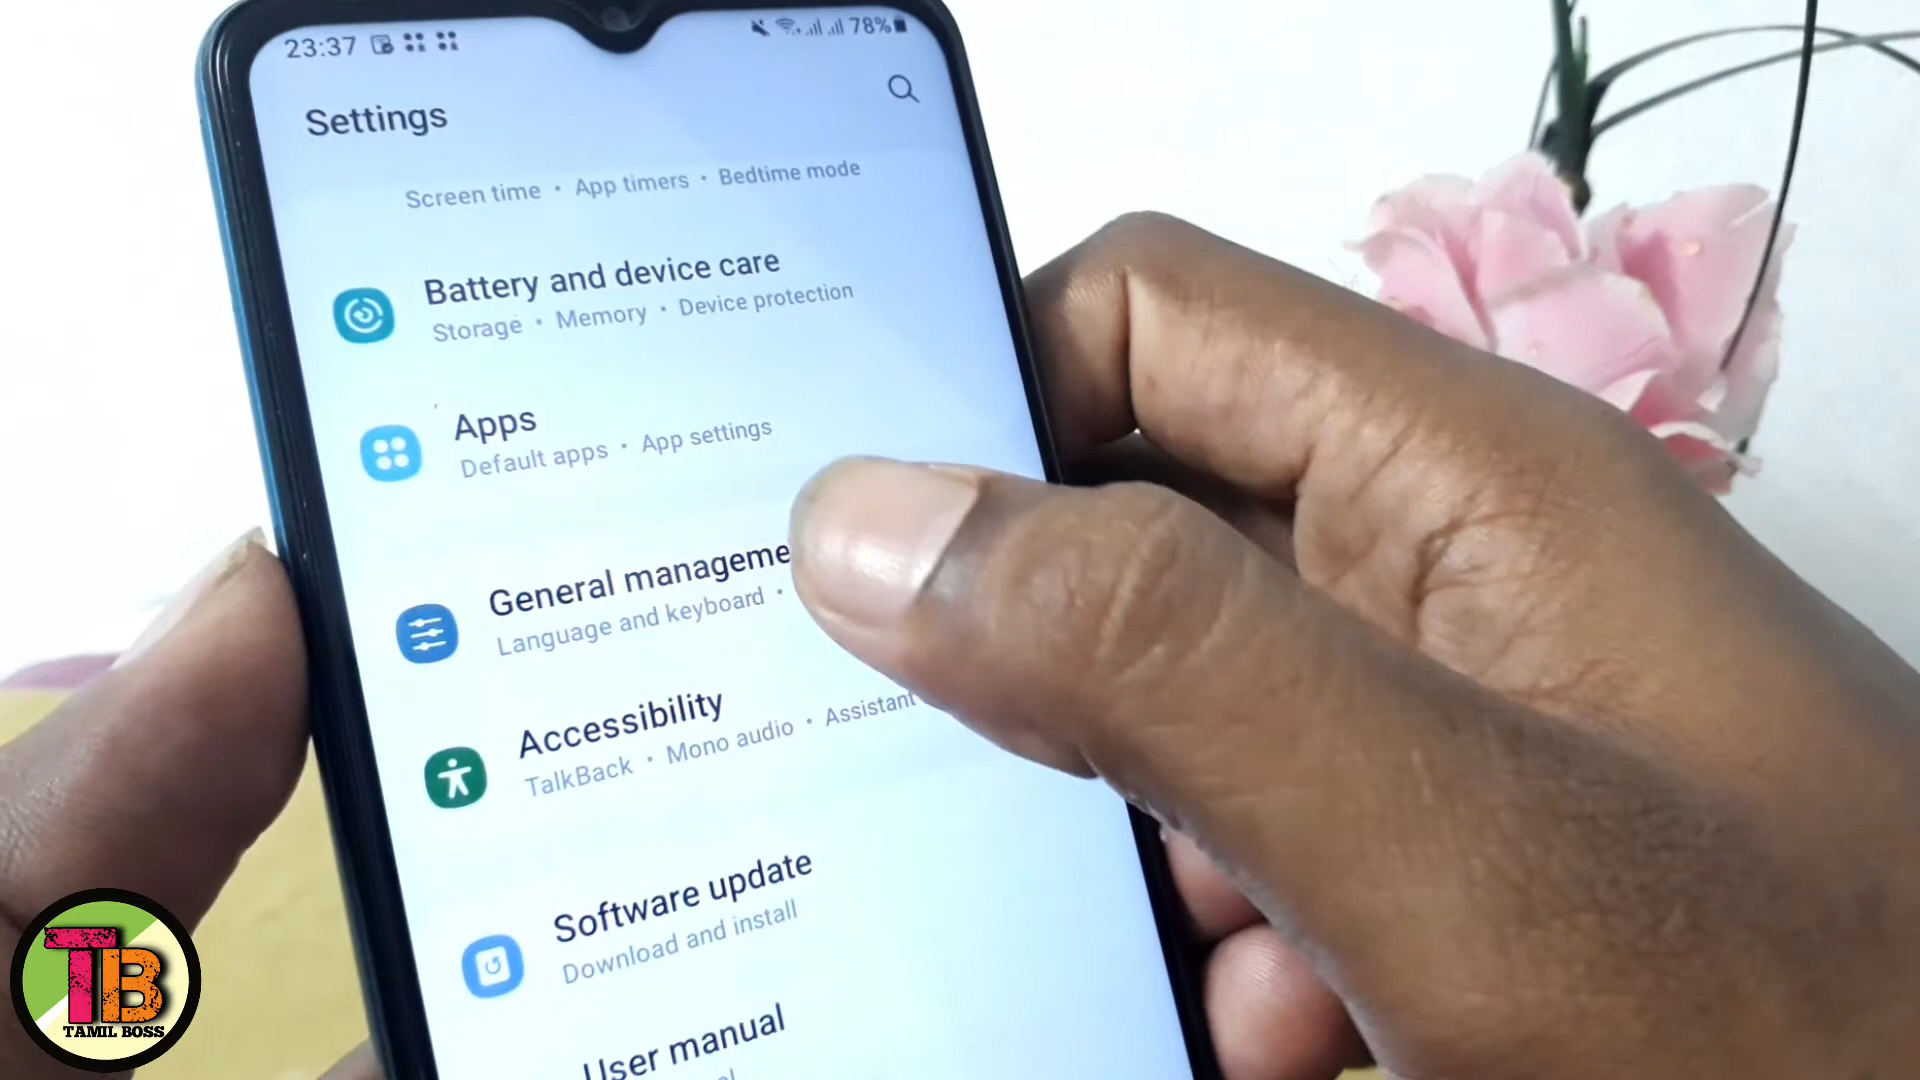 23:37 78%
Settings
Screen time • App timers • Bedtime mode
Battery and device care
Storage • Memory • Device protection
Apps
Default apps • App settings
General manageme
Language and keyboard •
Accessibility
TalkBack • Mono audio • Assistant
Software update
Download and install
User manual
TB
TAMIL BOSS